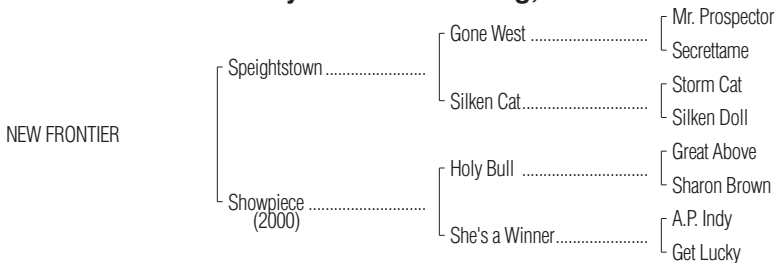 Mr. Prospector
Gone West ..............................
Secrettame
Speightstown .........................
Storm Cat
Silken Cat................................
Silken Doll
NEW FRONTIER
Great Above
Holy Bull ................................
Sharon Brown
Showpiece .............................
(2000)
A.P. Indy
She's a Winner.......................
Get Lucky